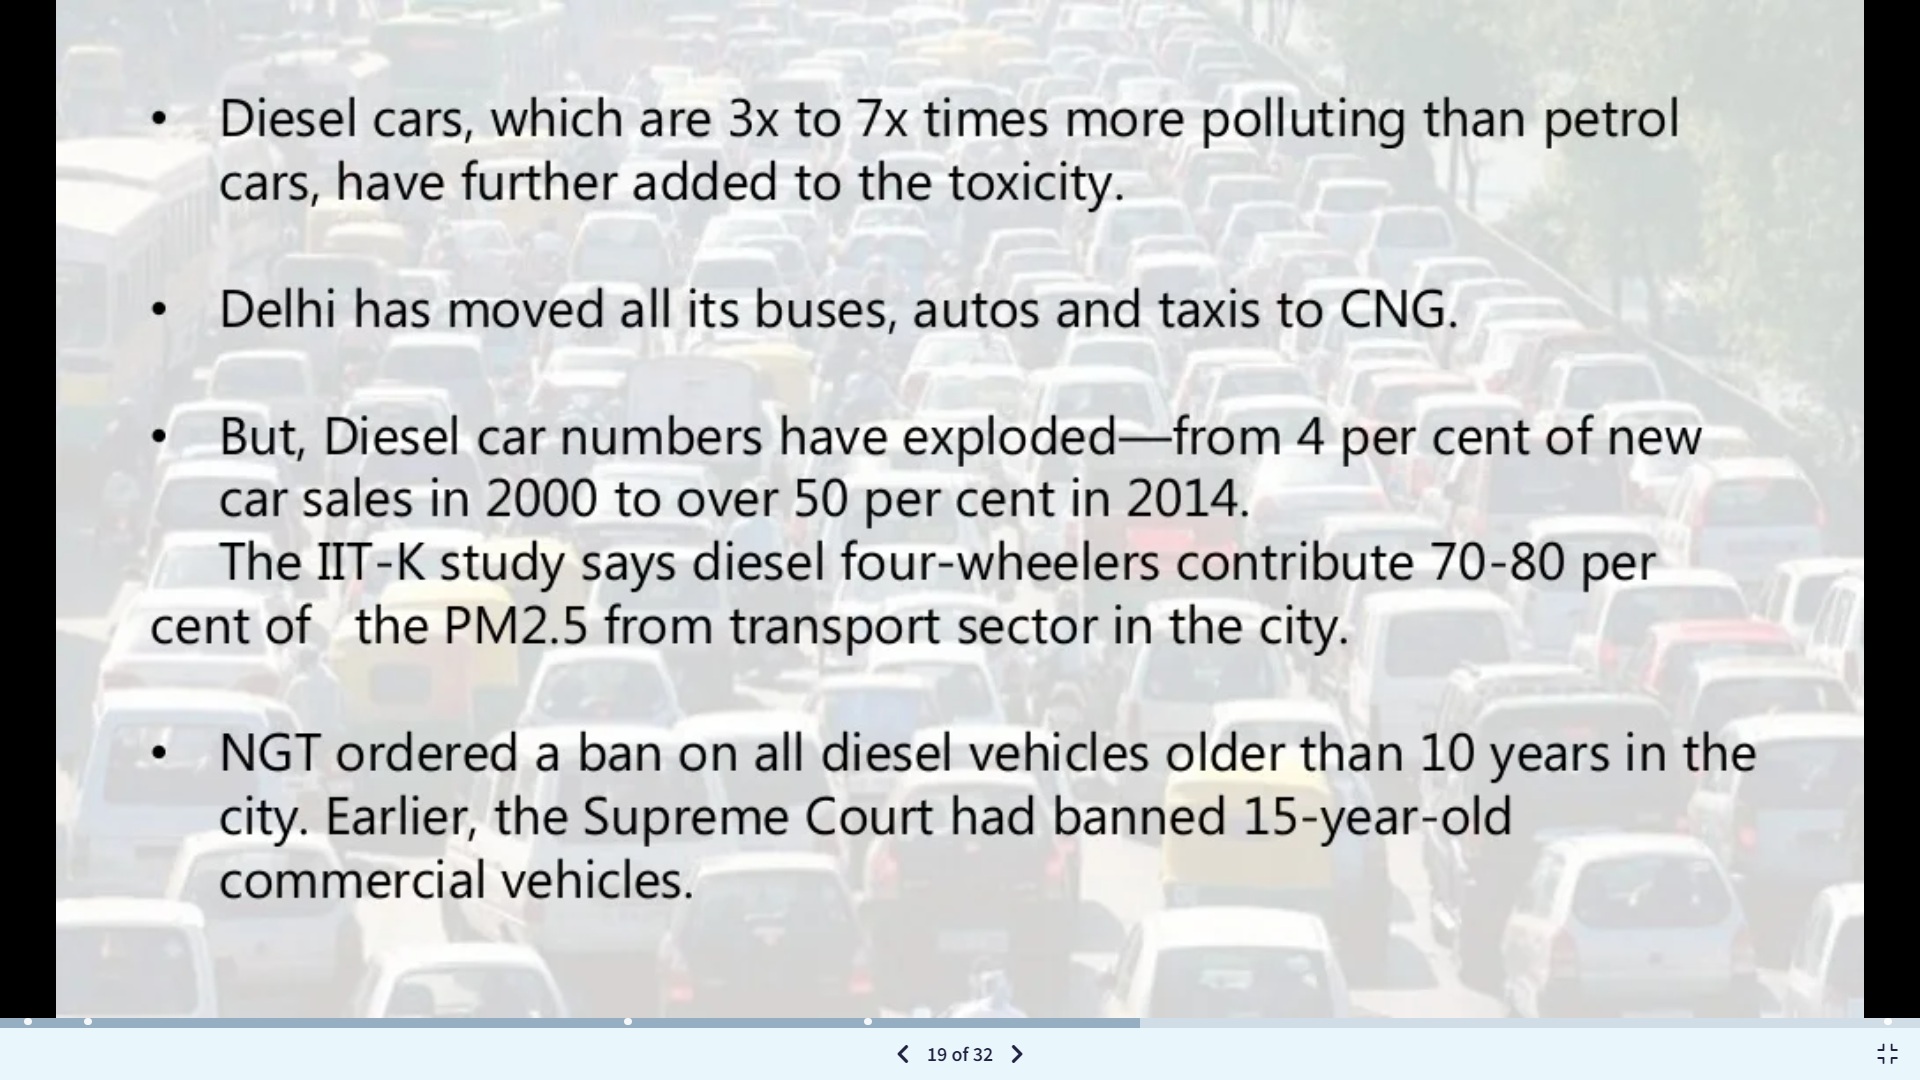 • Diesel cars, which are 3x to 7x times more polluting than petrol
cars, have further added to the toxicity.
• Delhi has moved all its buses, autos and taxis to CNG.
• But, Diesel car numbers have exploded—from 4 per cent of new
car sales in 2000 to over 50 per cent in 2014.
The IIT-K study says diesel four-wheelers contribute 70-80 per
cent of the PM2.5 from transport sector in the city.
• NGT ordered a ban on all diesel vehicles older than 10 years in the
city. Earlier, the Supreme Court had banned 15-year-old
commercial vehicles.
19 of 32